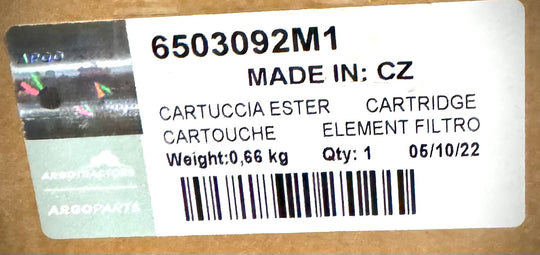 ARGO
6503092M1
MADE IN: CZ
CARTUCCIA ESTER CARTRIDGE
CARTOUCHE ELEMENT FILTRO
Weight:0,66 kg Qty: 1 05/10/22
ARGOTRACTORS
ARGOPARTS